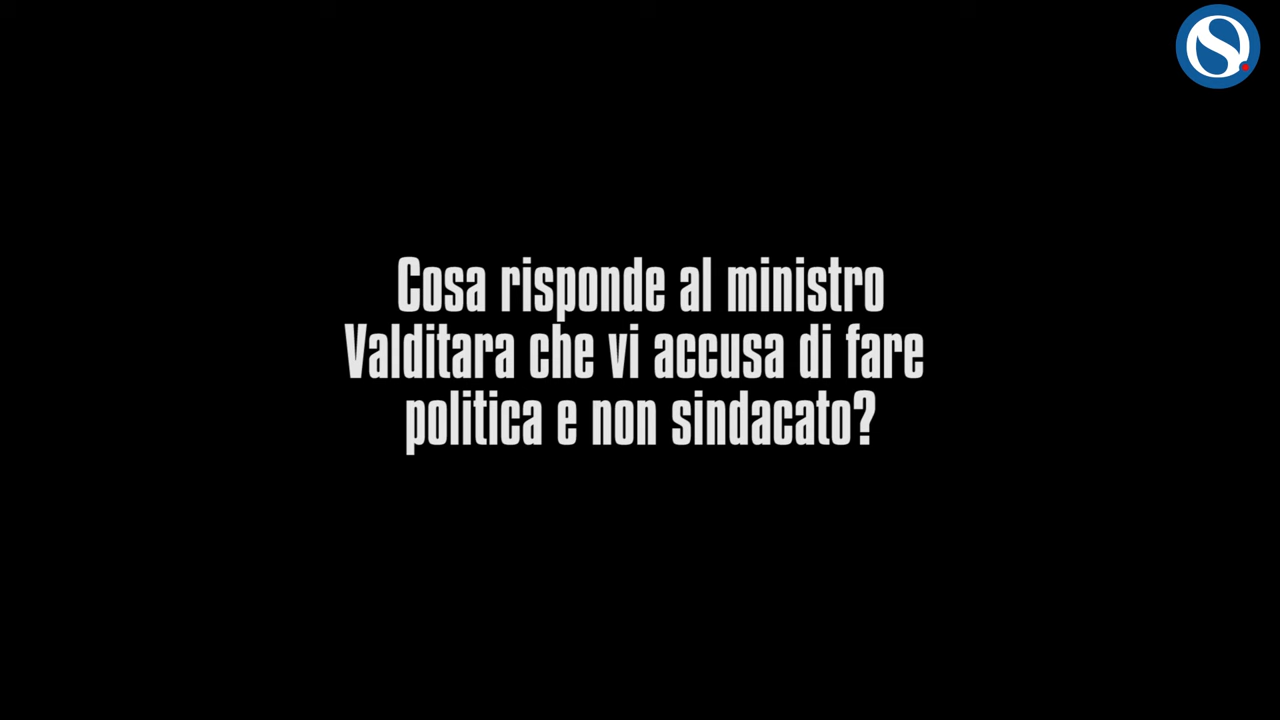 Cosa risponde al ministro
Valditara che vi accusa di fare
politica e non sindacato?